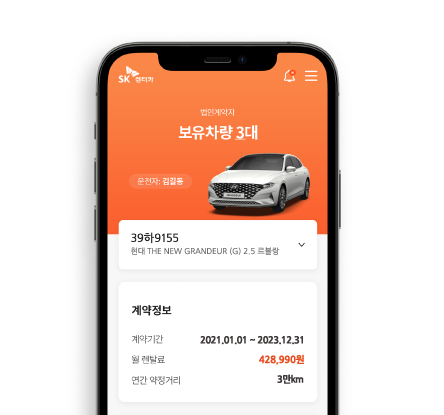 SK 렌터카
법인계약자
보유차량 3대
운전자: 김길동
39하9155
현대 THE NEW GRANDEUR (G) 2.5 르블랑
계약정보
계약기간 2021.01.01 ~ 2023.12.31
월 렌탈료 428,990원
연간 약정거리 3만km